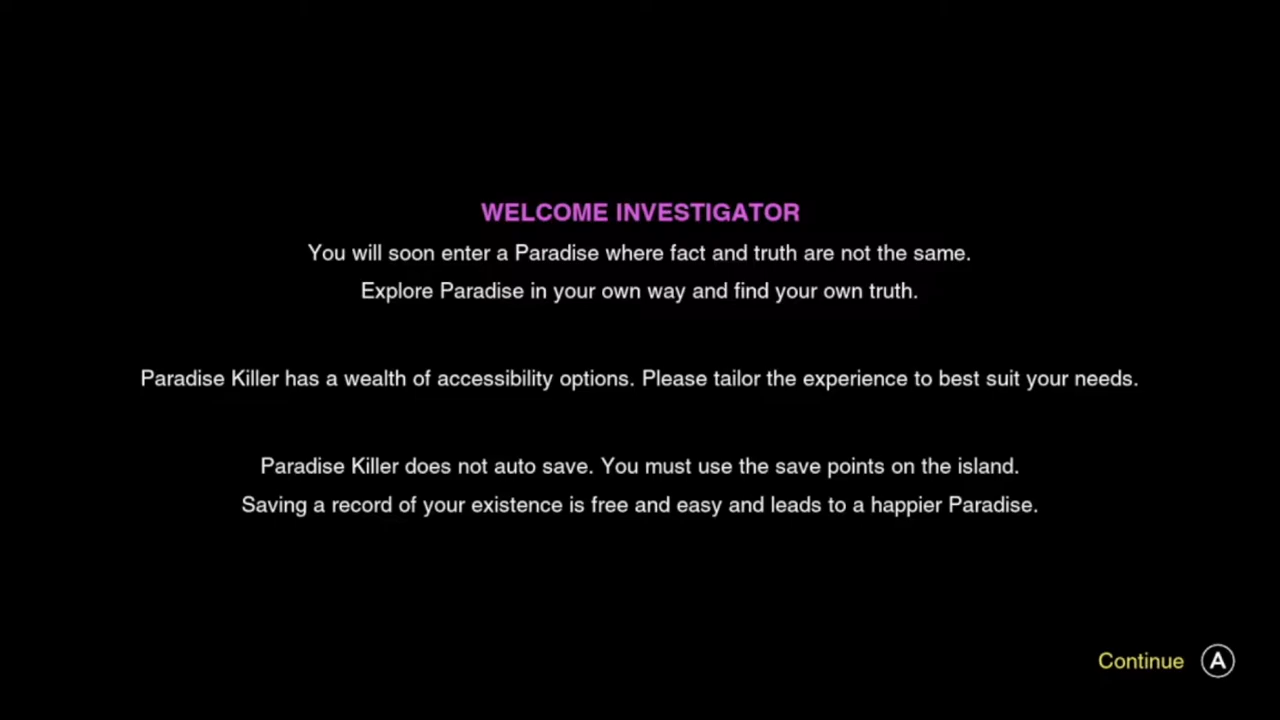 WELCOME INVESTIGATOR
You will soon enter a Paradise where fact and truth are not the same.
Explore Paradise in your own way and find your own truth.
Paradise Killer has a wealth of accessibility options. Please tailor the experience to best suit your needs.
Paradise Killer does not auto save. You must use the save points on the island.
Saving a record of your existence is free and easy and leads to a happier Paradise.
Continue A